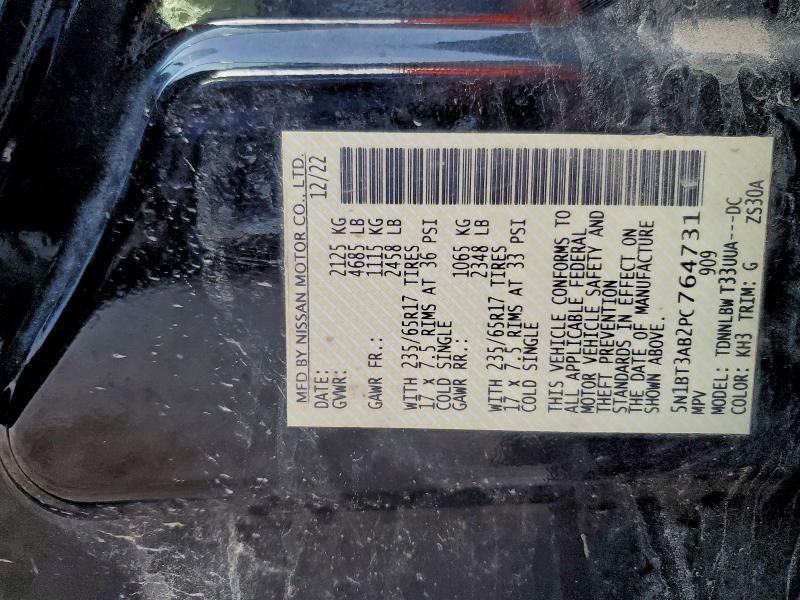 MFD BY NISSAN MOTOR CO., LTD.
DATE: 12/22
GVWR: 2125 KG
4685 LB
GAWR FR.: 1115 KG
2458 LB
WITH 235/65R17 TIRES
17 X 7.5 RIMS AT 36 PSI
COLD SINGLE
GAWR RR.: 1065 KG
2348 LB
WITH 235/65R17 TIRES
17 X 7.5 RIMS AT 33 PSI
COLD SINGLE
THIS VEHICLE CONFORMS TO
ALL APPLICABLE FEDERAL
MOTOR VEHICLE SAFETY AND
THEFT PREVENTION
STANDARDS IN EFFECT ON
THE DATE OF MANUFACTURE
SHOWN ABOVE.
5N1BT3AB2PC764731
MPV 909
MODEL: TDNNLBW T33UUA---DC
COLOR: KH3 TRIM: G ZS30A